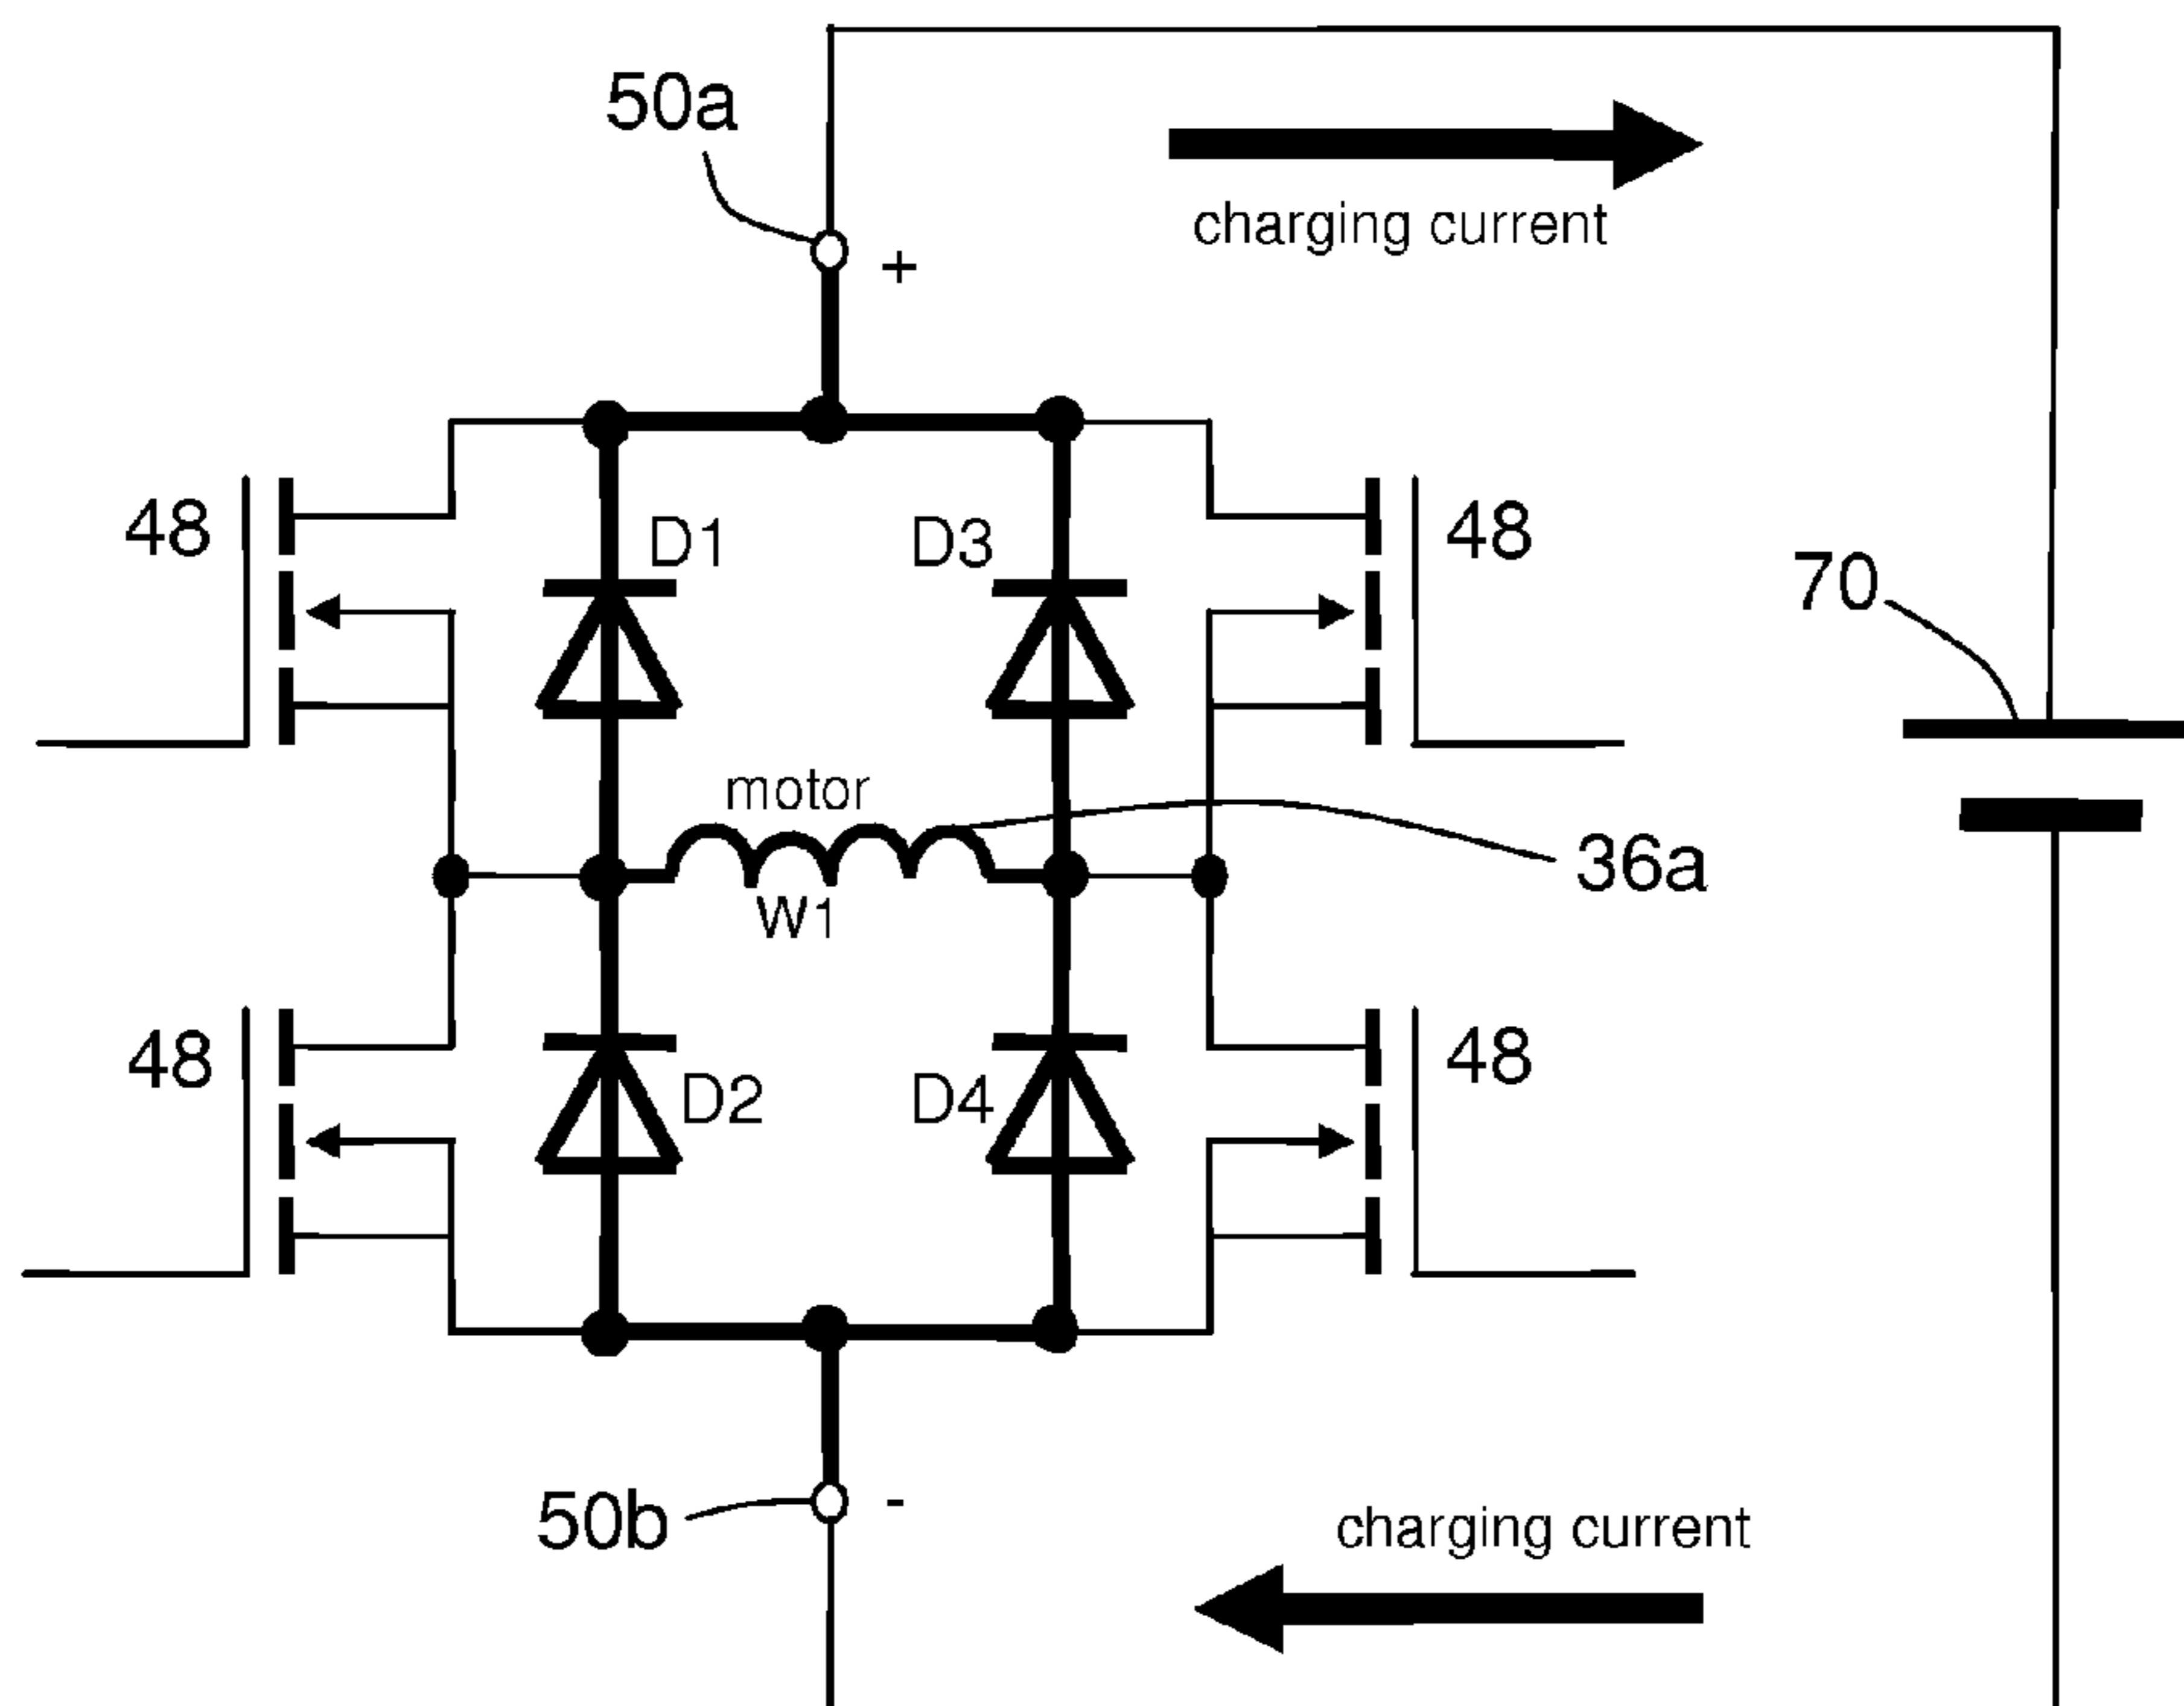 50a
+
charging current
48
D1
D3
48
70
motor
W1
36a
48
D2
D4
48
50b
-
charging current